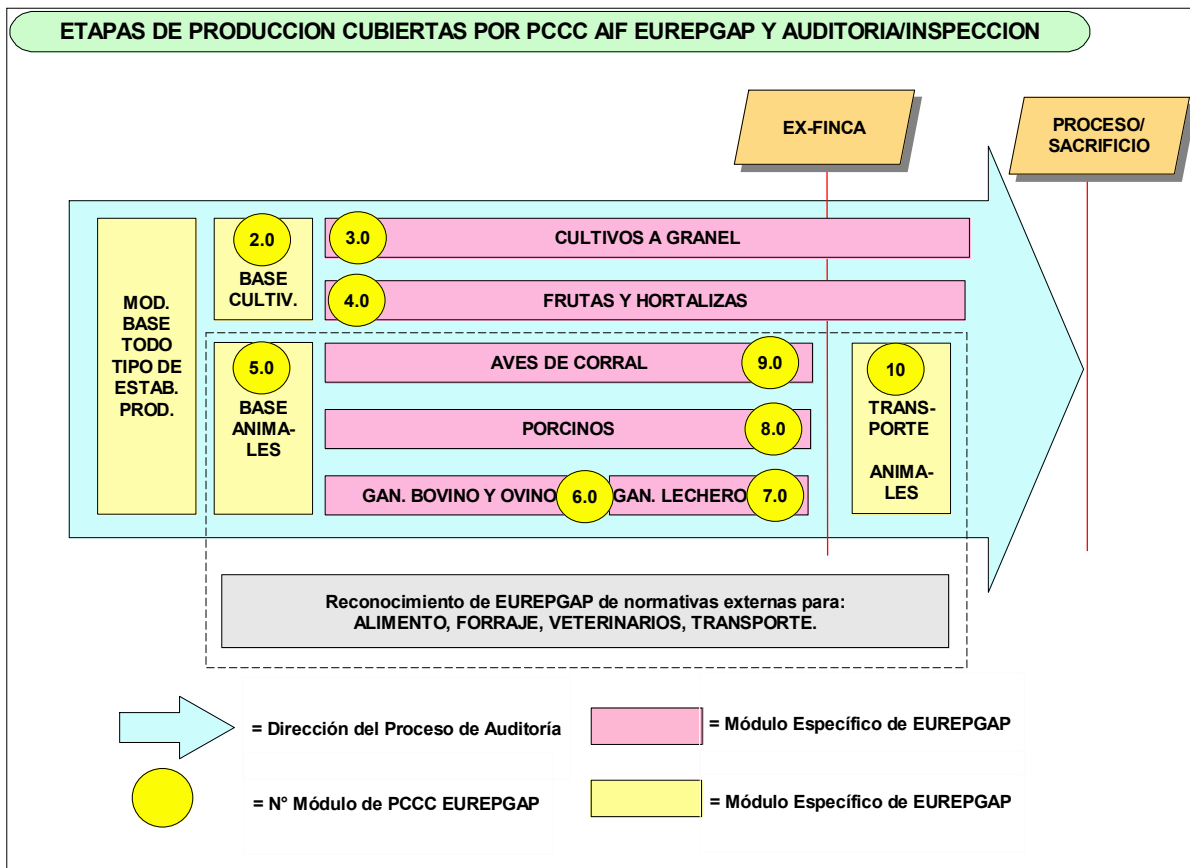 ETAPAS DE PRODUCCION CUBIERTAS POR PCCC AIF EUREPGAP Y AUDITORIA/INSPECCION
EX-FINCA
PROCESO/
SACRIFICIO
MOD.
BASE
TODO
TIPO DE
ESTAB.
PROD.
2.0
BASE
CULTIV.
3.0
CULTIVOS A GRANEL
4.0
FRUTAS Y HORTALIZAS
5.0
BASE
ANIMA-
LES
AVES DE CORRAL
9.0
PORCINOS
8.0
GAN. BOVINO Y OVINO
6.0
GAN. LECHERO
7.0
10
TRANS-
PORTE
ANIMA-
LES
Reconocimiento de EUREPGAP de normativas externas para:
ALIMENTO, FORRAJE, VETERINARIOS, TRANSPORTE.
= Dirección del Proceso de Auditoría
= Módulo Específico de EUREPGAP
= N° Módulo de PCCC EUREPGAP
= Módulo Específico de EUREPGAP